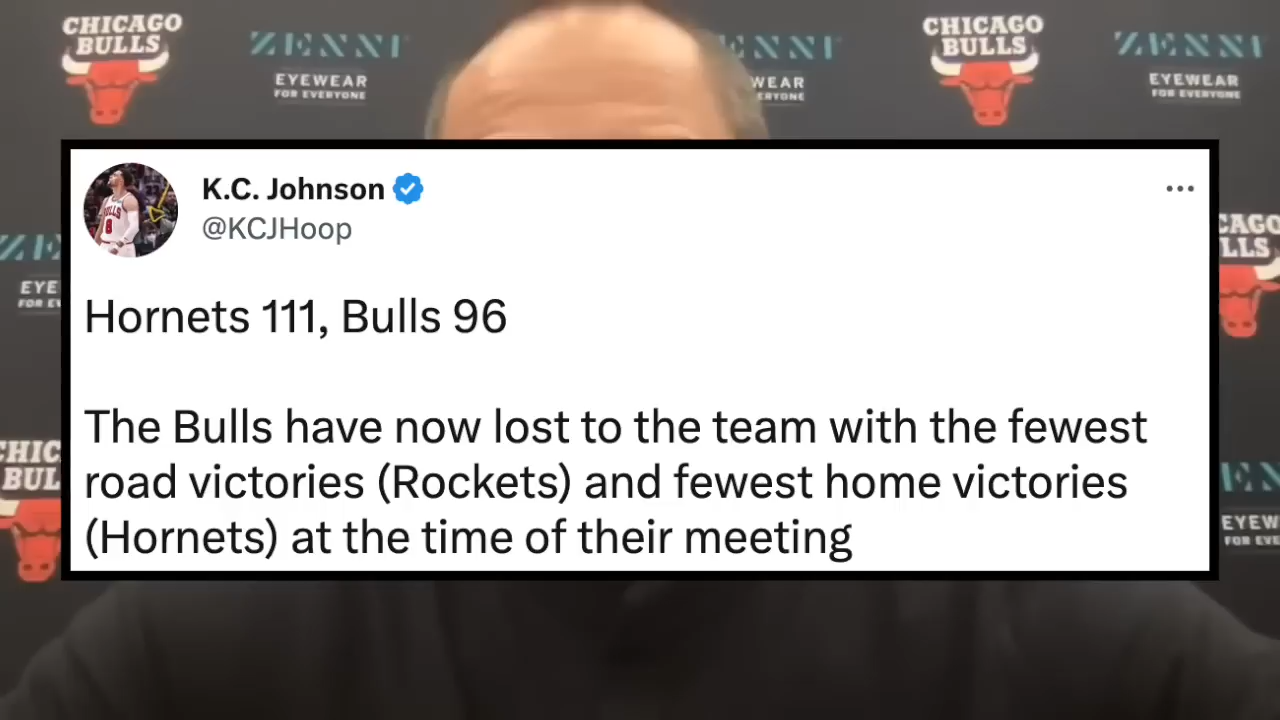 CHICAGO
BULLS
ZENNI
EYEWEAR
FOR EVERYONE
CHICAGO
BULLS
ZENNI
EYEWEAR
FOR EVERYONE
K.C. Johnson
@KCJHoop
Hornets 111, Bulls 96
The Bulls have now lost to the team with the fewest
road victories (Rockets) and fewest home victories
(Hornets) at the time of their meeting